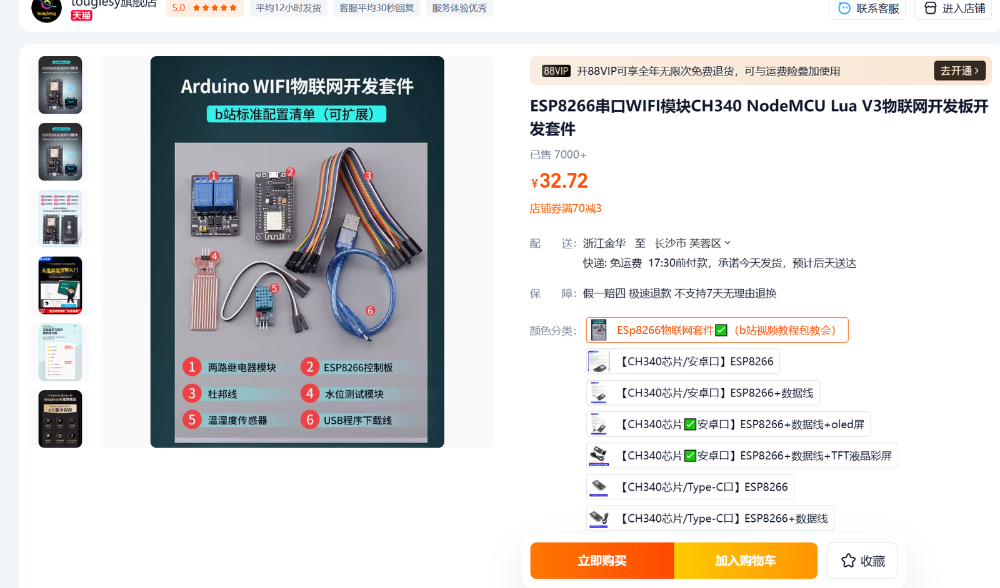 touglesy旗舰店
天猫
5.0
平均12小时发货
客服平均30秒回复
服务体验优秀
联系客服
进入店铺
Arduino WIFI物联网开发套件
b站标准配置清单（可扩展）
1
2
3
4
5
6
1 两路继电器模块
2 ESP8266控制板
3 杜邦线
4 水位测试模块
5 温湿度传感器
6 USB程序下载线
88VIP 开88VIP可享全年无限次免费退货，可与运费险叠加使用
去开通
ESP8266串口WIFI模块CH340 NodeMCU Lua V3物联网开发板开
发套件
已售 7000+
¥32.72
店铺券满70减3
配 送： 浙江金华 至 长沙市 芙蓉区
快递: 免运费 17:30前付款，承诺今天发货，预计后天送达
保 障： 假一赔四 极速退款 不支持7天无理由退换
颜色分类：
ESp8266物联网套件✅（b站视频教程包教会）
【CH340芯片/安卓口】ESP8266
【CH340芯片/安卓口】ESP8266+数据线
【CH340芯片✅安卓口】ESP8266+数据线+oled屏
【CH340芯片✅安卓口】ESP8266+数据线+TFT液晶彩屏
【CH340芯片/Type-C口】ESP8266
【CH340芯片/Type-C口】ESP8266+数据线
立即购买
加入购物车
收藏